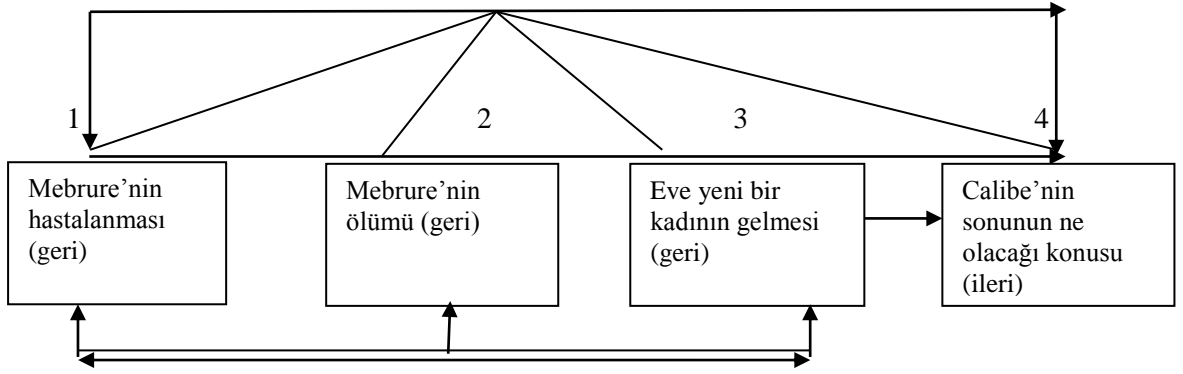 1
2
3
4
Mebrure’nin
hastalanması
(geri)
Mebrure’nin
ölümü (geri)
Eve yeni bir
kadının gelmesi
(geri)
Calibe’nin
sonunun ne
olacağı konusu
(ileri)